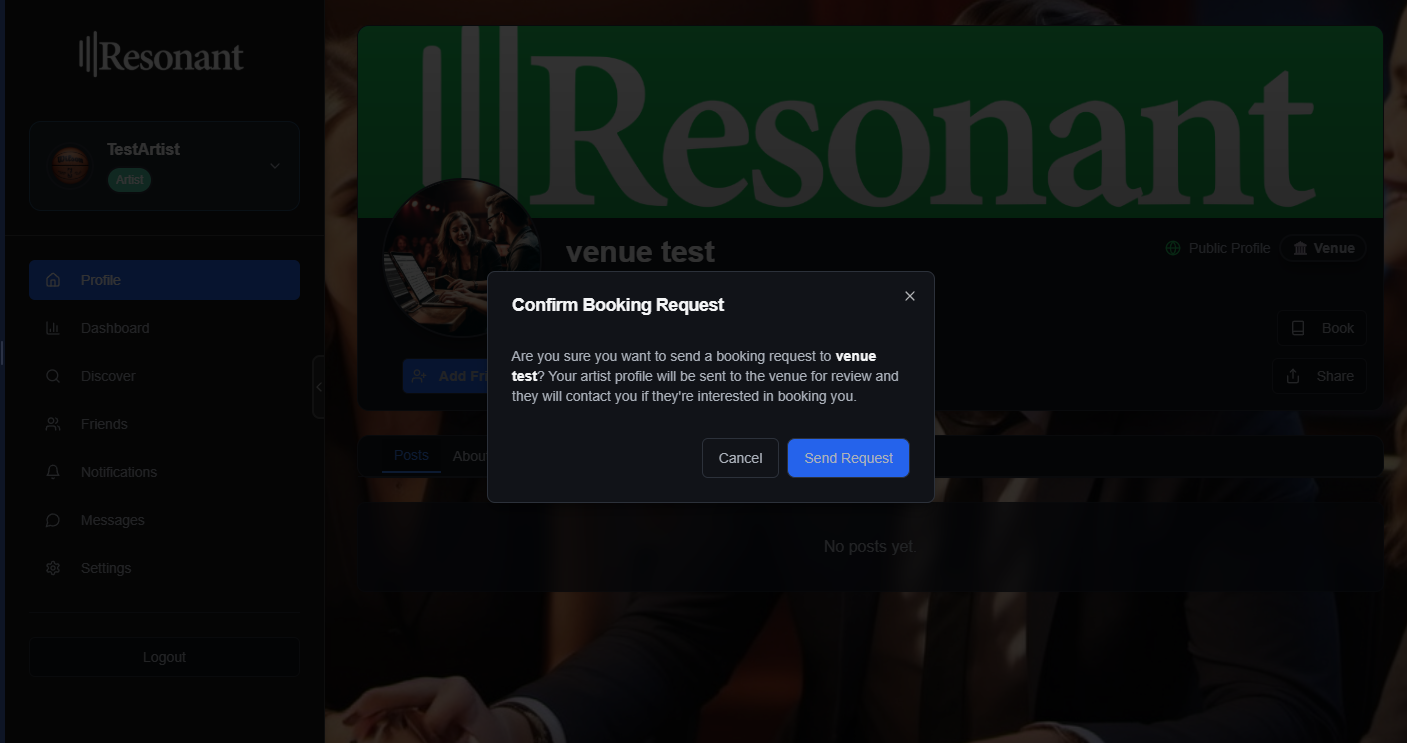 Resonant
TestArtist
Artist
Profile
Dashboard
Discover
Friends
Notifications
Messages
Settings
Logout
Resonant
venue test
Public Profile
Venue
Book
Share
Add Fri
Posts
Abou
Confirm Booking Request
Are you sure you want to send a booking request to venue
test? Your artist profile will be sent to the venue for review and
they will contact you if they're interested in booking you.
Cancel
Send Request
No posts yet.